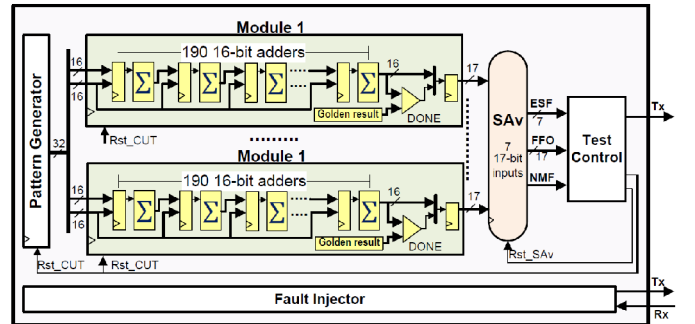 Module 1
190 16-bit adders
16
16
Σ Σ Σ Σ
16
17
Golden result
DONE
Rst_CUT
Pattern Generator
32
Module 1
190 16-bit adders
16
16
Σ Σ Σ Σ
16
17
Golden result
DONE
Rst_CUT
Rst_CUT
SAv
7
17-bit
inputs
ESF
7
FFO
17
NMF
Rst_SAv
Test
Control
Tx
Fault Injector
Tx
Rx